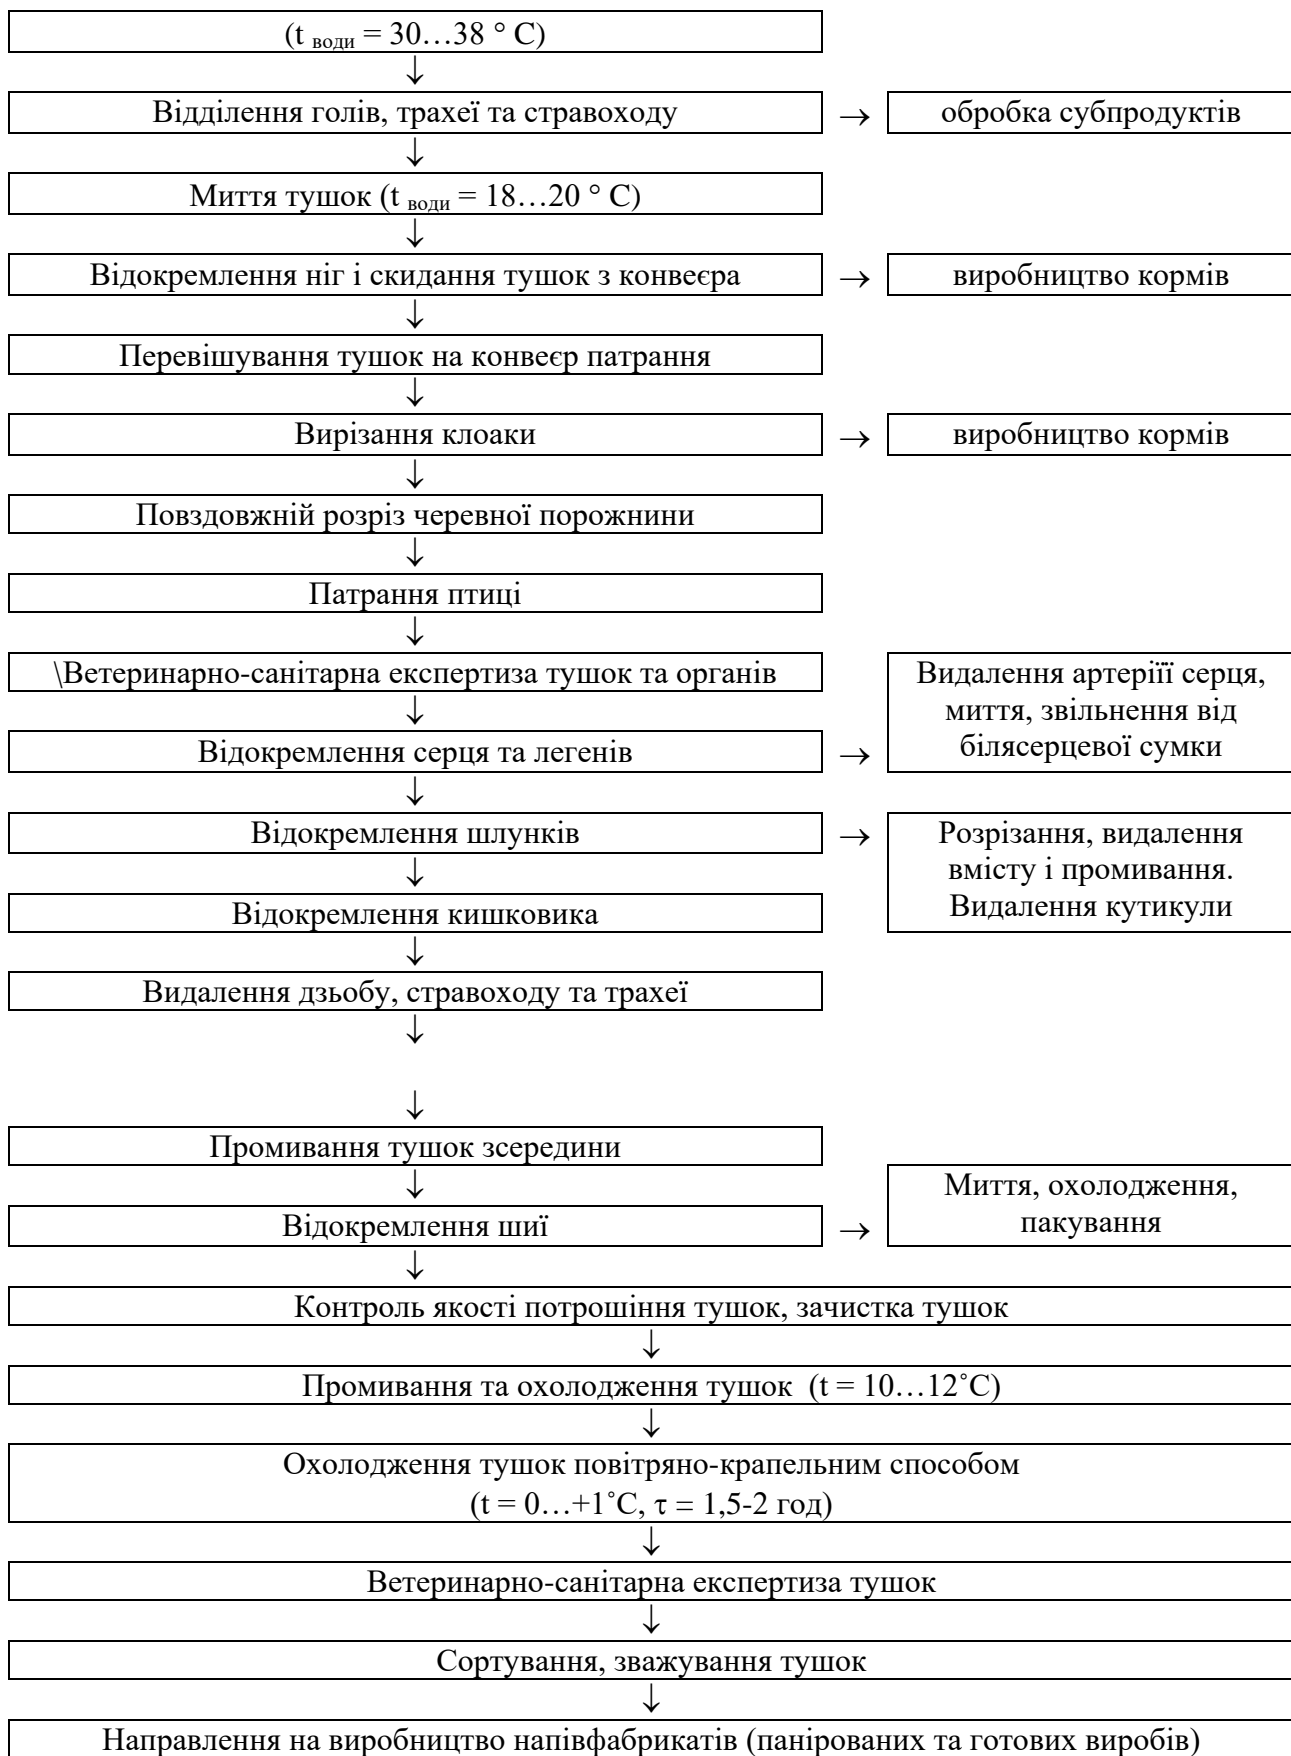 (t води = 30…38 ° С)
↓
Відділення голів, трахеї та стравоходу → обробка субпродуктів
↓
Миття тушок (t води = 18…20 ° С)
↓
Відокремлення ніг і скидання тушок з конвеєра → виробництво кормів
↓
Перевішування тушок на конвеєр патрання
↓
Вирізання клоаки → виробництво кормів
↓
Повздовжній розріз черевної порожнини
↓
Патрання птиці
↓
\Ветеринарно-санітарна експертиза тушок та органів
↓
Відокремлення серця та легенів →
Видалення артеріїї серця,
миття, звільнення від
білясерцевої сумки
↓
Відокремлення шлунків →
Розрізання, видалення
вмісту і промивання.
Видалення кутикули
↓
Відокремлення кишковика
↓
Видалення дзьобу, стравоходу та трахеї
↓
↓
Промивання тушок зсередини
↓
Відокремлення шиї →
Миття, охолодження,
пакування
↓
Контроль якості потрошіння тушок, зачистка тушок
↓
Промивання та охолодження тушок (t = 10…12˚С)
↓
Охолодження тушок повітряно-крапельним способом
(t = 0…+1˚С, τ = 1,5-2 год)
↓
Ветеринарно-санітарна експертиза тушок
↓
Сортування, зважування тушок
↓
Направлення на виробництво напівфабрикатів (панірованих та готових виробів)